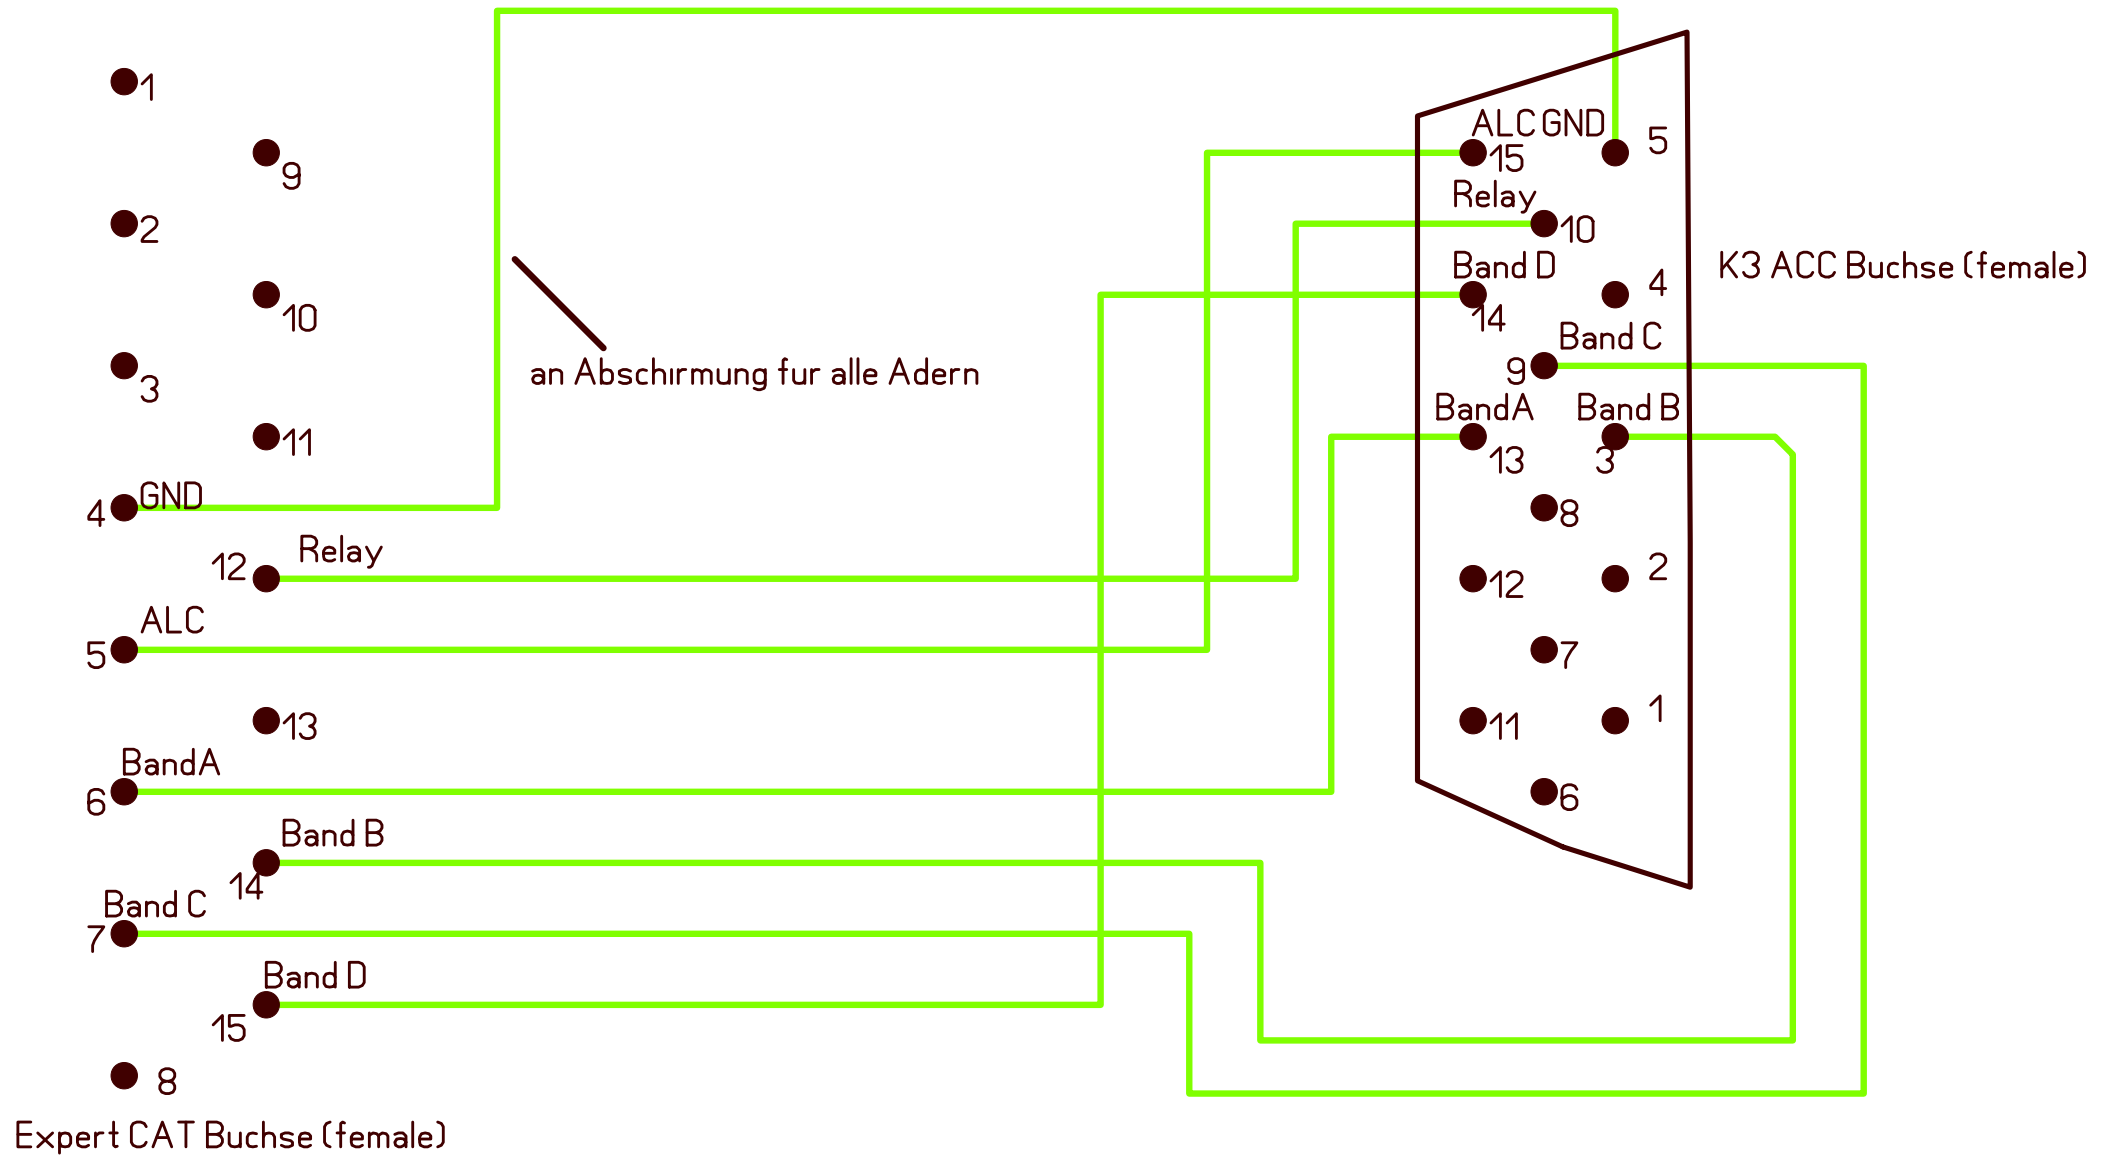 1
9
2
10
3
11
GND
4
Relay
12
ALC
5
13
BandA
6
Band B
14
Band C
7
Band D
15
8
Expert CAT Buchse (female)
an Abschirmung fur alle Adern
ALC GND
5
15
Relay
10
Band D
4
14
Band C
9
BandA
Band B
13
3
8
2
12
7
1
11
6
K3 ACC Buchse (female)